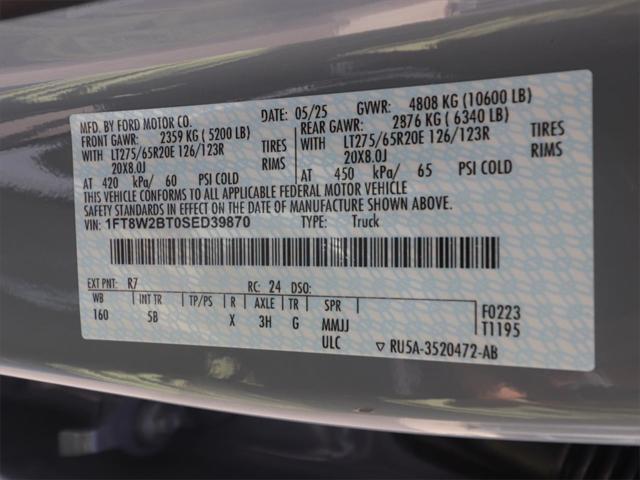 MFD. BY FORD MOTOR CO. DATE: 05/25 GVWR: 4808 KG (10600 LB)
FRONT GAWR: 2359 KG ( 5200 LB) REAR GAWR: 2876 KG ( 6340 LB)
WITH LT275/65R20E 126/123R TIRES WITH LT275/65R20E 126/123R TIRES
20X8.0J RIMS 20X8.0J RIMS
AT 420 kPa/ 60 PSI COLD AT 450 kPa/ 65 PSI COLD
THIS VEHICLE CONFORMS TO ALL APPLICABLE FEDERAL MOTOR VEHICLE
SAFETY STANDARDS IN EFFECT ON THE DATE OF MANUFACTURE SHOWN ABOVE
VIN: 1FT8W2BT0SED39870 TYPE: Truck
EXT PNT: R7 RC: 24 DSO:
WB INT TR TP/PS R AXLE TR SPR F0223
160 5B X 3H G MMJJ T1195
ULC ▽ RU5A-3520472-AB